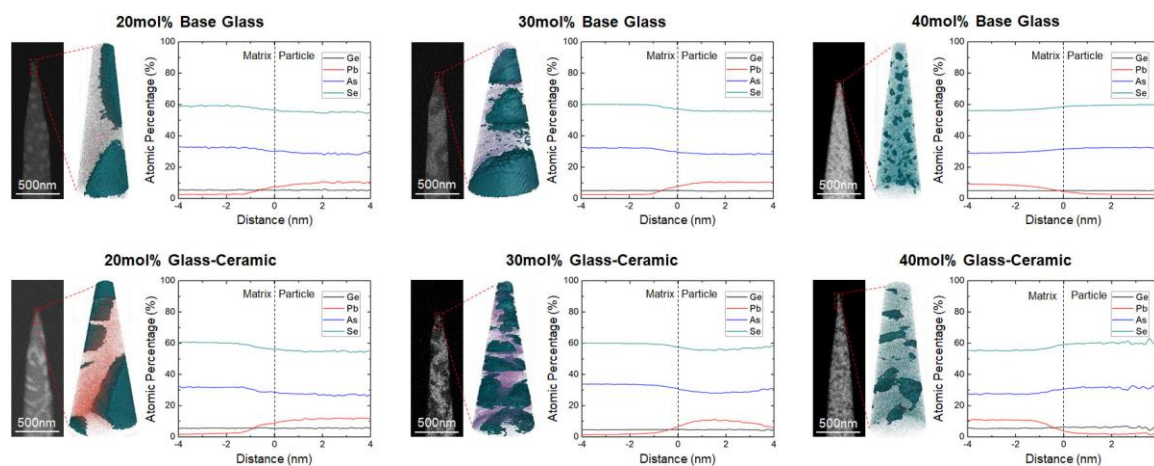 20mol% Base Glass
500nm
Atomic Percentage (%)
100
80
60
40
20
0
Matrix Particle
Ge
Pb
As
Se
-4 -2 0 2 4
Distance (nm)
30mol% Base Glass
500nm
Atomic Percentage (%)
100
80
60
40
20
0
Matrix Particle
Ge
Pb
As
Se
-4 -2 0 2 4
Distance (nm)
40mol% Base Glass
500nm
Atomic Percentage (%)
100
80
60
40
20
0
Matrix Particle
Ge
Pb
As
Se
-4 -2 0 2
Distance (nm)
20mol% Glass-Ceramic
500nm
Atomic Percentage (%)
100
80
60
40
20
0
Matrix Particle
Ge
Pb
As
Se
-4 -2 0 2 4
Distance (nm)
30mol% Glass-Ceramic
500nm
Atomic Percentage (%)
100
80
60
40
20
0
Matrix Particle
Ge
Pb
As
Se
-4 -2 0 2 4
Distance (nm)
40mol% Glass-Ceramic
500nm
Atomic Percentage (%)
100
80
60
40
20
0
Matrix Particle
Ge
Pb
As
Se
-4 -2 0 2
Distance (nm)